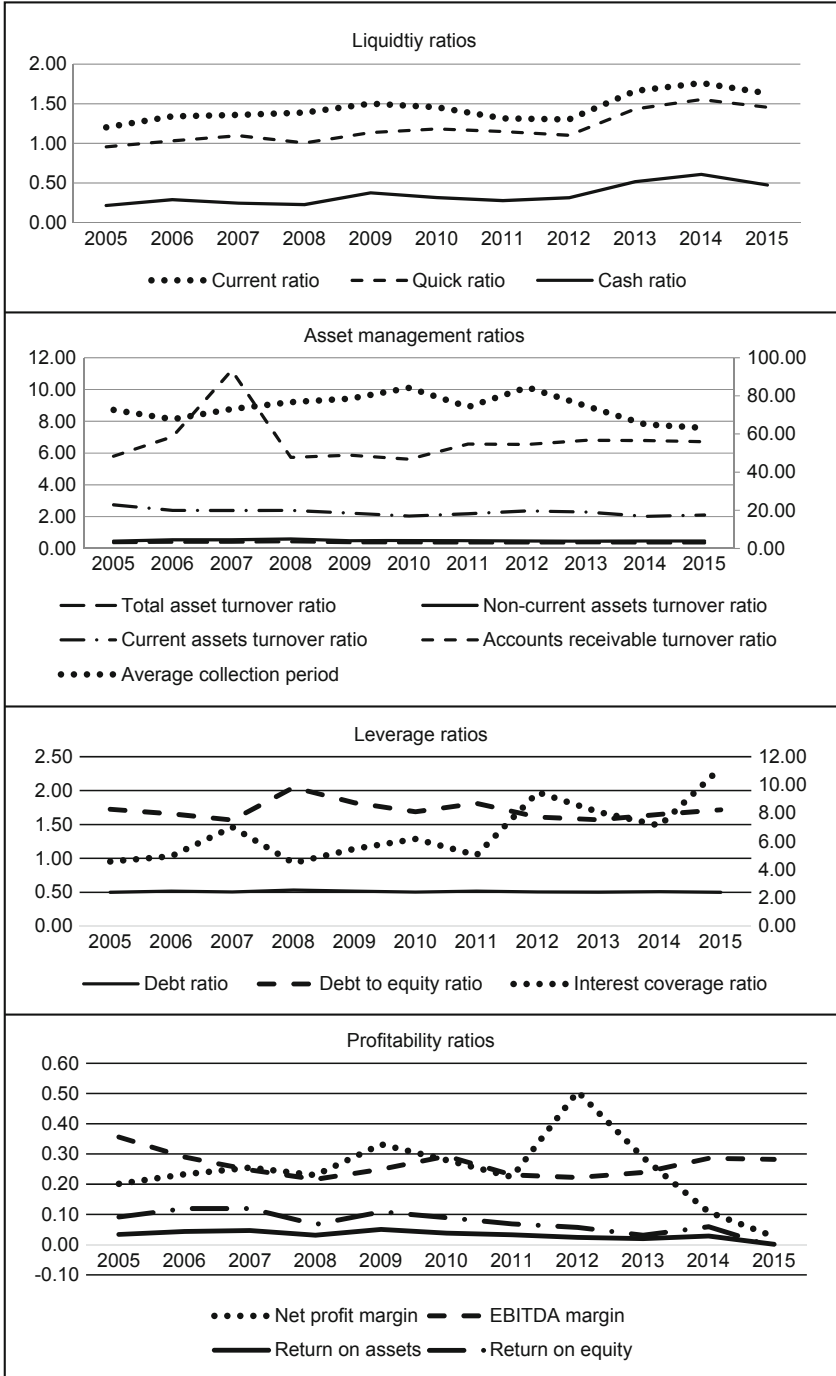 Liquidtiy ratios
2.00
1.50
1.00
0.50
0.00
2005 2006 2007 2008 2009 2010 2011 2012 2013 2014 2015
Current ratio Quick ratio Cash ratio
Asset management ratios
12.00 100.00
10.00 80.00
8.00
6.00 60.00
4.00 40.00
2.00 20.00
0.00 0.00
2005 2006 2007 2008 2009 2010 2011 2012 2013 2014 2015
Total asset turnover ratio Non-current assets turnover ratio
Current assets turnover ratio Accounts receivable turnover ratio
Average collection period
Leverage ratios
2.50 12.00
2.00 10.00
1.50 8.00
6.00
1.00 4.00
0.50 2.00
0.00 0.00
2005 2006 2007 2008 2009 2010 2011 2012 2013 2014 2015
Debt ratio Debt to equity ratio Interest coverage ratio
Profitability ratios
0.60
0.50
0.40
0.30
0.20
0.10
0.00
-0.10
2005 2006 2007 2008 2009 2010 2011 2012 2013 2014 2015
Net profit margin EBITDA margin
Return on assets Return on equity